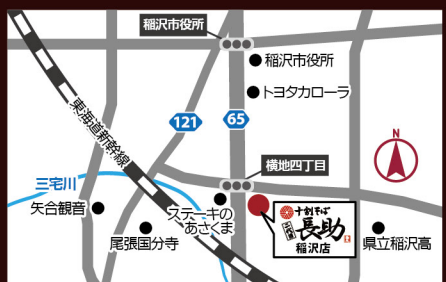 稲沢市役所
稲沢市役所
トヨタカローラ
121
65
東海道新幹線
横地四丁目
N
三宅川
矢合観音
ステーキの
あさくま
尾張国分寺
十割そば
二代目
長助
稲沢店
県立稲沢高